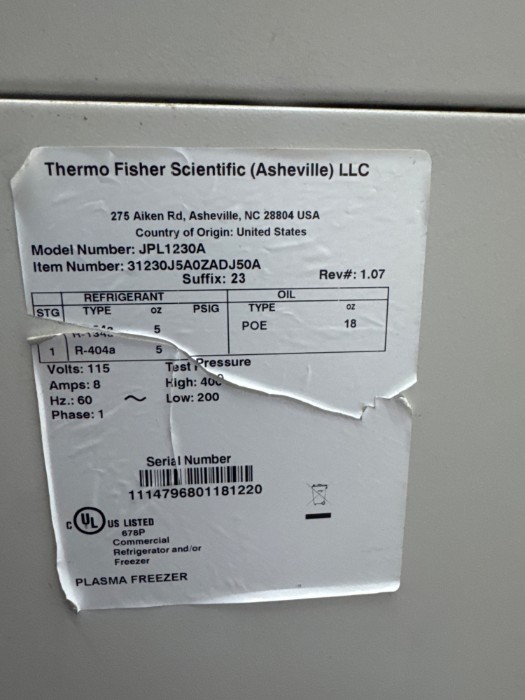 Thermo Fisher Scientific (Asheville) LLC
275 Aiken Rd, Asheville, NC 28804 USA
Country of Origin: United States
Model Number: JPL1230A
Item Number: 31230J5A0ZADJ50A
Suffix: 23 Rev#: 1.07
REFRIGERANT OIL
STG TYPE oz PSIG TYPE oz
5 POE 18
1 R-404a 5
Volts: 115 Test Pressure
Amps: 8 High: 400
Hz.: 60 ~ Low: 200
Phase: 1
Serial Number
1114796801181220
C UL US LISTED
678P
Commercial
Refrigerator and/or
Freezer
PLASMA FREEZER